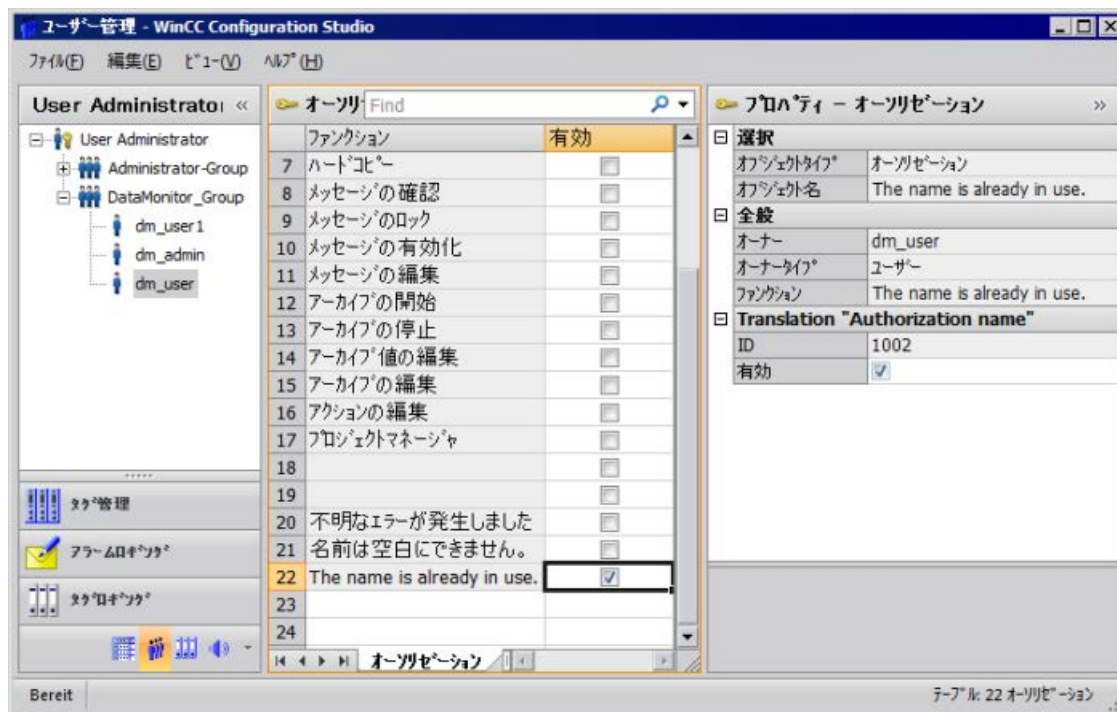 ユーザー管理 - WinCC Configuration Studio
ファイル(F) 編集(E) ビュー(V) ヘルプ(H)
User Administrator «
User Administrator
Administrator-Group
DataMonitor_Group
dm_user1
dm_admin
dm_user
タグ管理
アラームロギング
タグロギング
オーソリ Find
ファンクション 有効
7 ハードコピー
8 メッセージの確認
9 メッセージのロック
10 メッセージの有効化
11 メッセージの編集
12 アーカイブの開始
13 アーカイブの停止
14 アーカイブ値の編集
15 アーカイブの編集
16 アクションの編集
17 プロジェクトマネージャ
18
19
20 不明なエラーが発生しました
21 名前は空白にできません。
22 The name is already in use.
23
24
オーソリゼーション
プロパティ - オーソリゼーション »
選択
オブジェクトタイプ オーソリゼーション
オブジェクト名 The name is already in use.
全般
オーナー dm_user
オーナータイプ ユーザー
ファンクション The name is already in use.
Translation "Authorization name"
ID 1002
有効
Bereit
テーブル: 22 オーソリゼーション